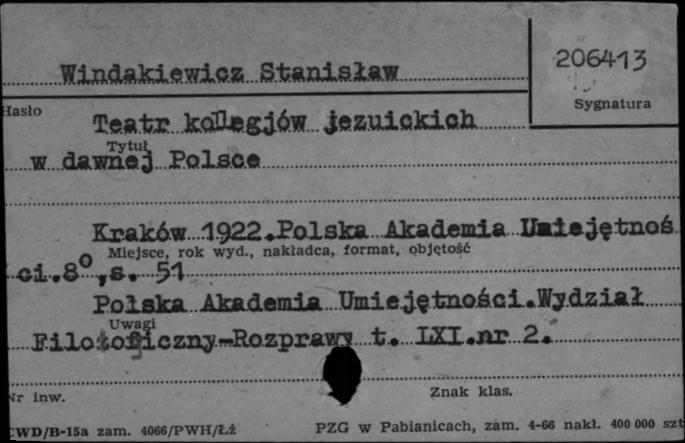 206413
Windakiewicz Stanisław
Sygnatura
Hasło
Teatr kollegjów jezuickich
Tytuł
w dawnej Polsce
Kraków 1922.Polska Akademia Umiejętnoś
Miejsce, rok wyd., nakładca, format, objętość
ci.8°,s. 51
Polska Akademia Umiejętności.Wydział
Uwagi
Filologiczny-Rozprawy t. LXI.nr 2.
Nr inw.
Znak klas.
CWD/B-15a zam. 4066/PWH/Łź
PZG w Pabianicach, zam. 4-66 nakł. 400 000 szt